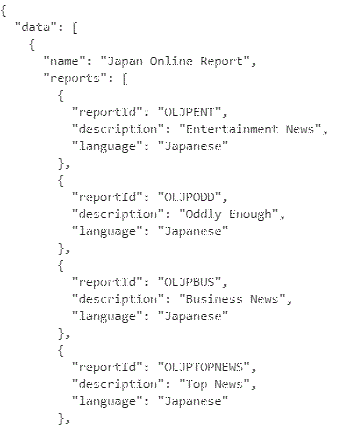 {
  "data": [
    {
      "name": "Japan Online Report",
      "reports": [
        {
          "reportId": "OLJPENT",
          "description": "Entertainment News",
          "language": "Japanese"
        },
        {
          "reportId": "OLJPODD",
          "description": "Oddly Enough",
          "language": "Japanese"
        },
        {
          "reportId": "OLJPBUS",
          "description": "Business News",
          "language": "Japanese"
        },
        {
          "reportId": "OLJPTOPNEWS",
          "description": "Top News",
          "language": "Japanese"
        },